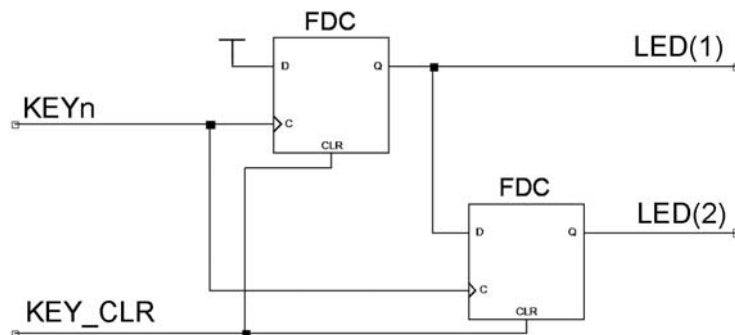 FDC
LED(1)
D
Q
KEYn
C
CLR
FDC
LED(2)
D
Q
C
KEY_CLR
CLR